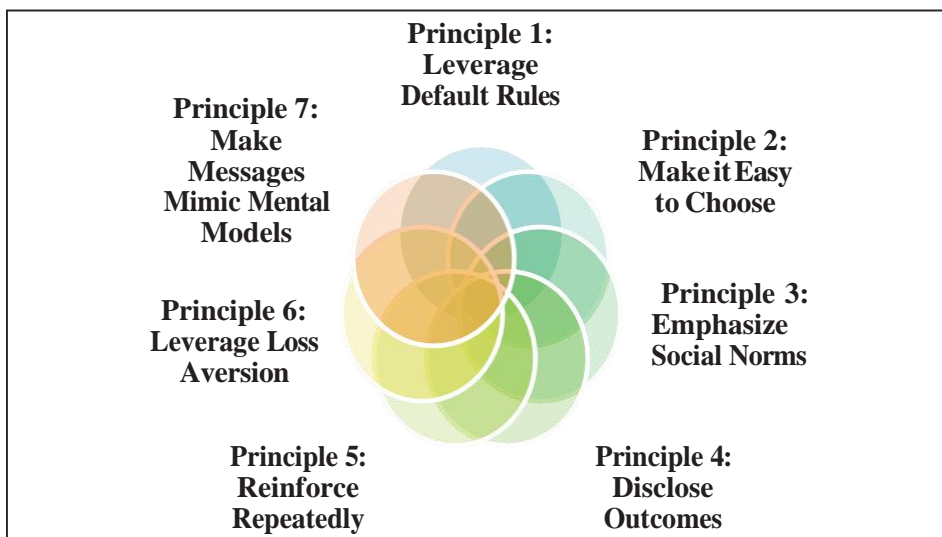 Principle 1:
Leverage
Default Rules
Principle 2:
Make it Easy
to Choose
Principle 3:
Emphasize
Social Norms
Principle 4:
Disclose
Outcomes
Principle 5:
Reinforce
Repeatedly
Principle 6:
Leverage Loss
Aversion
Principle 7:
Make
Messages
Mimic Mental
Models